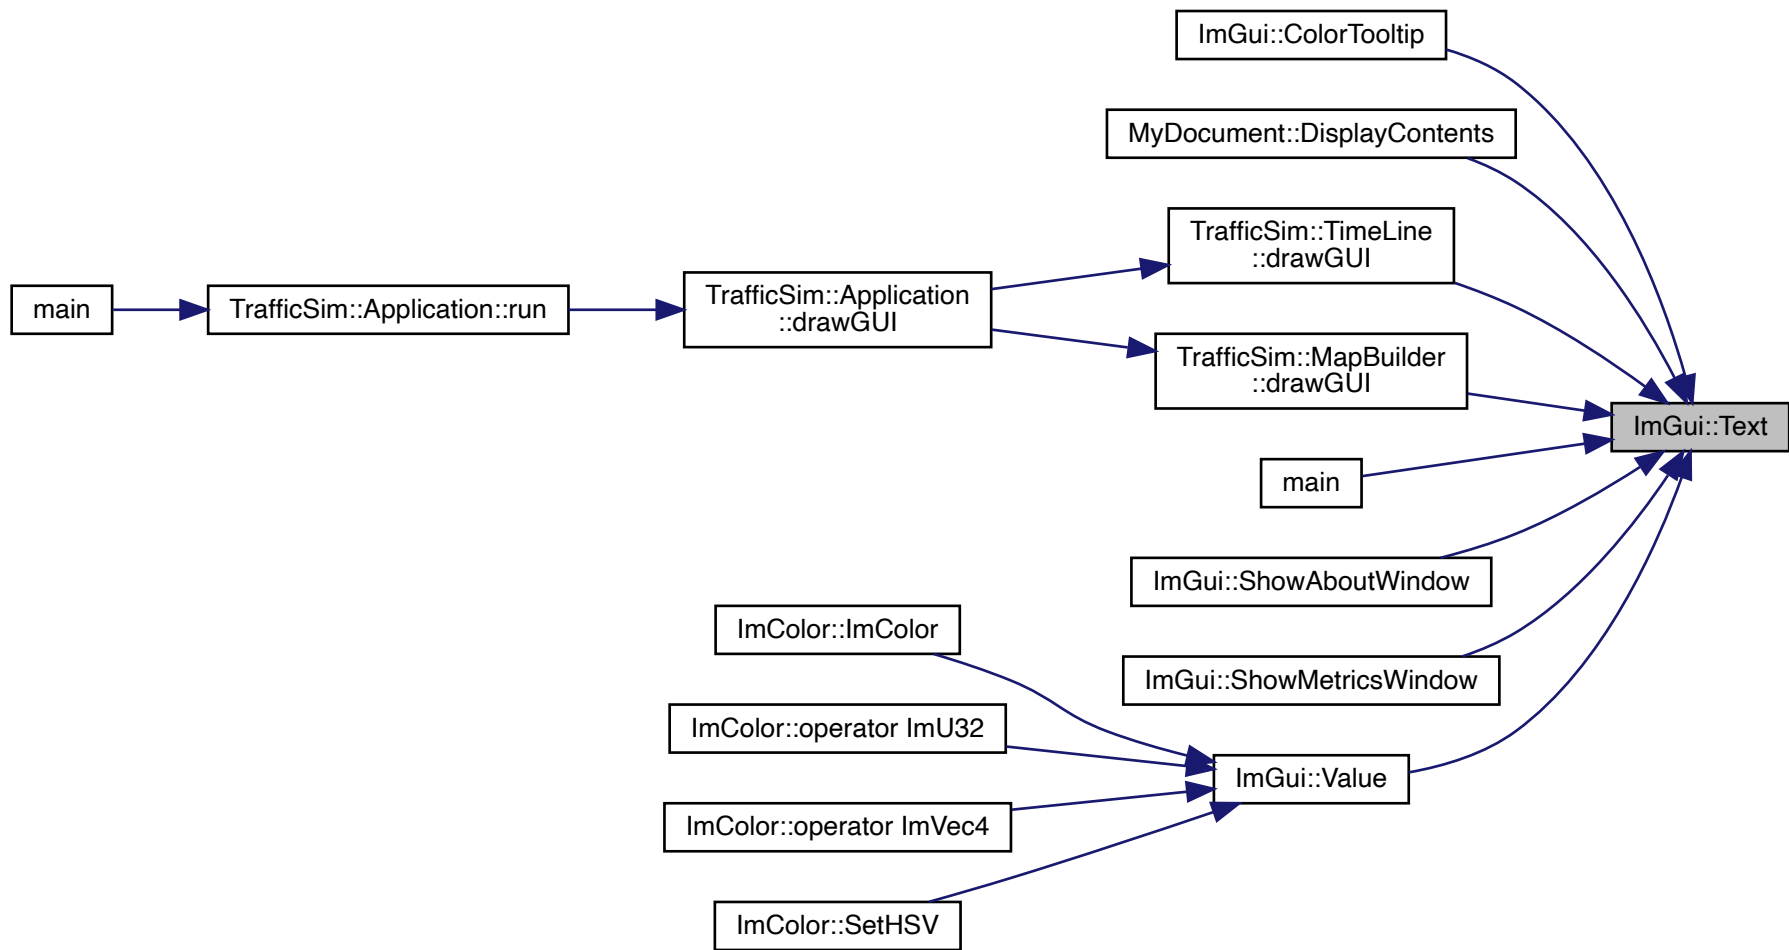 ImGui::ColorTooltip
MyDocument::DisplayContents
TrafficSim::TimeLine
::drawGUI
main
TrafficSim::Application::run
TrafficSim::Application
::drawGUI
TrafficSim::MapBuilder
::drawGUI
ImGui::Text
main
ImGui::ShowAboutWindow
ImColor::ImColor
ImGui::ShowMetricsWindow
ImColor::operator ImU32
ImGui::Value
ImColor::operator ImVec4
ImColor::SetHSV